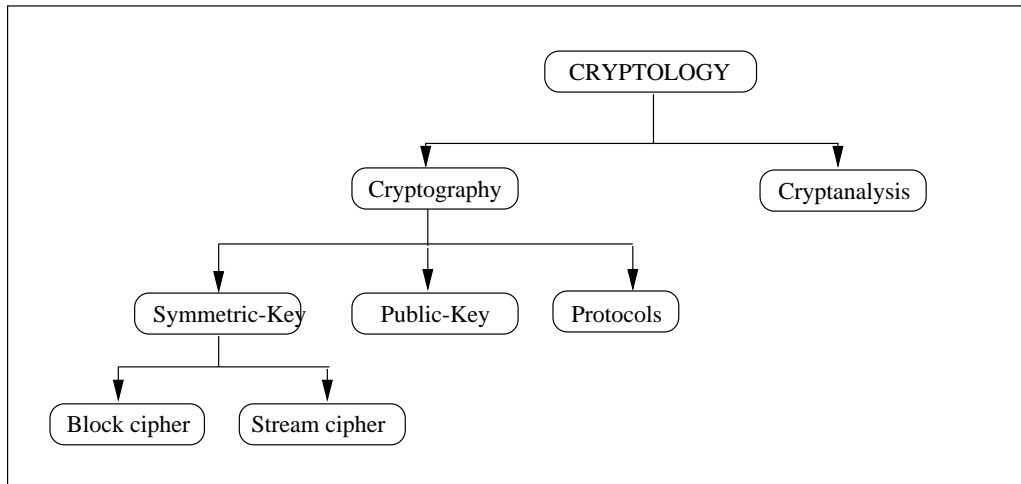 CRYPTOLOGY
Cryptography
Cryptanalysis
Symmetric-Key
Public-Key
Protocols
Block cipher
Stream cipher